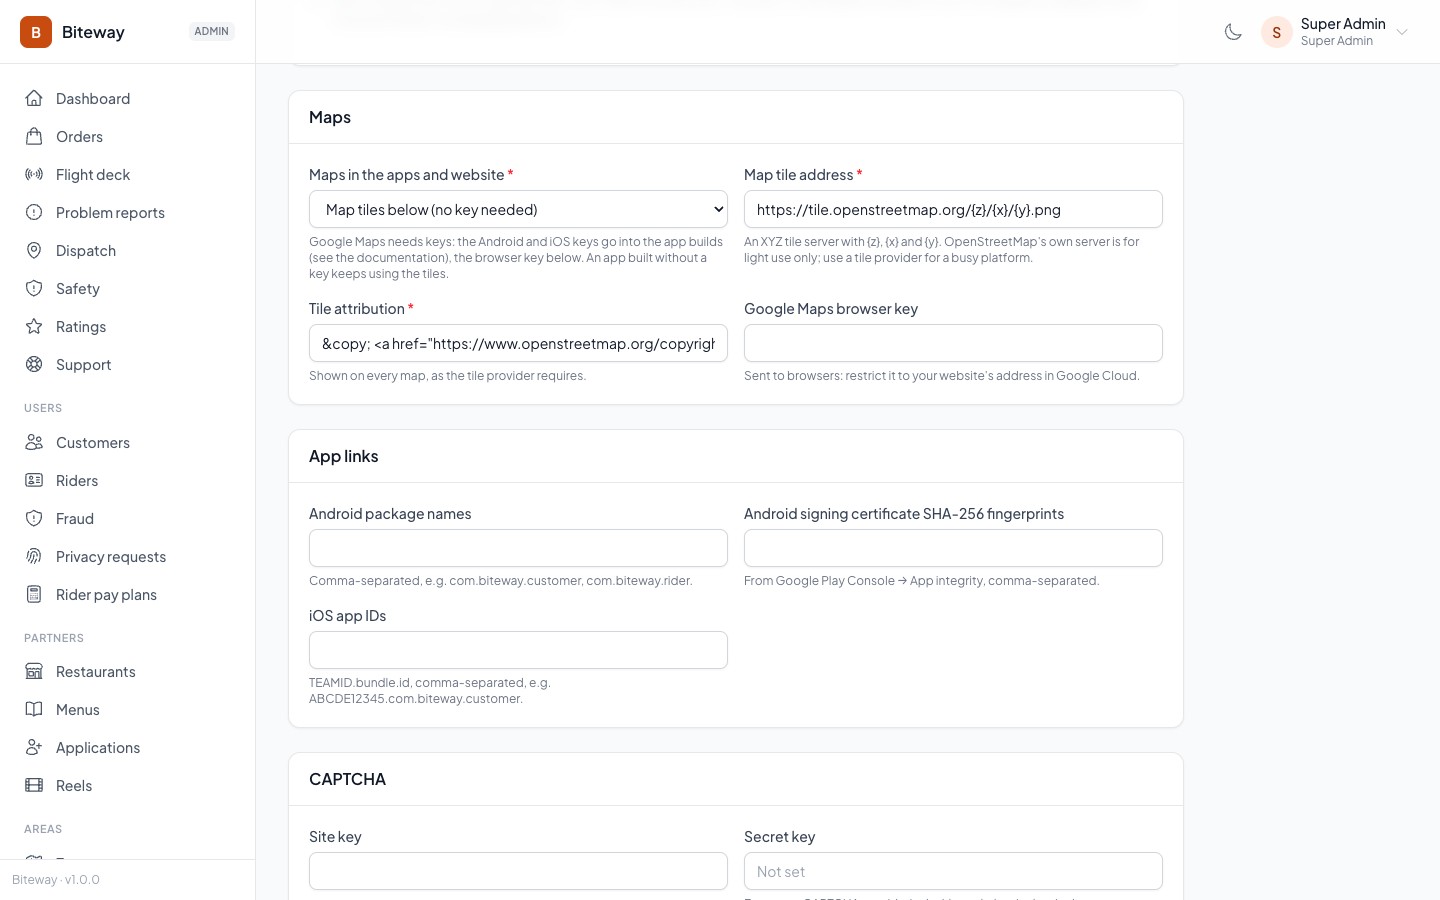 B
Biteway
ADMIN
S
Super Admin
Super Admin
Dashboard
Orders
Flight deck
Problem reports
Dispatch
Safety
Ratings
Support
USERS
Customers
Riders
Fraud
Privacy requests
Rider pay plans
PARTNERS
Restaurants
Menus
Applications
Reels
AREAS
Biteway · v1.0.0
Maps
Maps in the apps and website *
Map tiles below (no key needed)
Google Maps needs keys: the Android and iOS keys go into the app builds
(see the documentation), the browser key below. An app built without a
key keeps using the tiles.
Map tile address *
https://tile.openstreetmap.org/{z}/{x}/{y}.png
An XYZ tile server with {z}, {x} and {y}. OpenStreetMap's own server is for
light use only; use a tile provider for a busy platform.
Tile attribution *
&copy; <a href="https://www.openstreetmap.org/copyrigh
Shown on every map, as the tile provider requires.
Google Maps browser key
Sent to browsers: restrict it to your website's address in Google Cloud.
App links
Android package names
Comma-separated, e.g. com.biteway.customer, com.biteway.rider.
Android signing certificate SHA-256 fingerprints
From Google Play Console → App integrity, comma-separated.
iOS app IDs
TEAMID.bundle.id, comma-separated, e.g.
ABCDE12345.com.biteway.customer.
CAPTCHA
Site key
Secret key
Not set